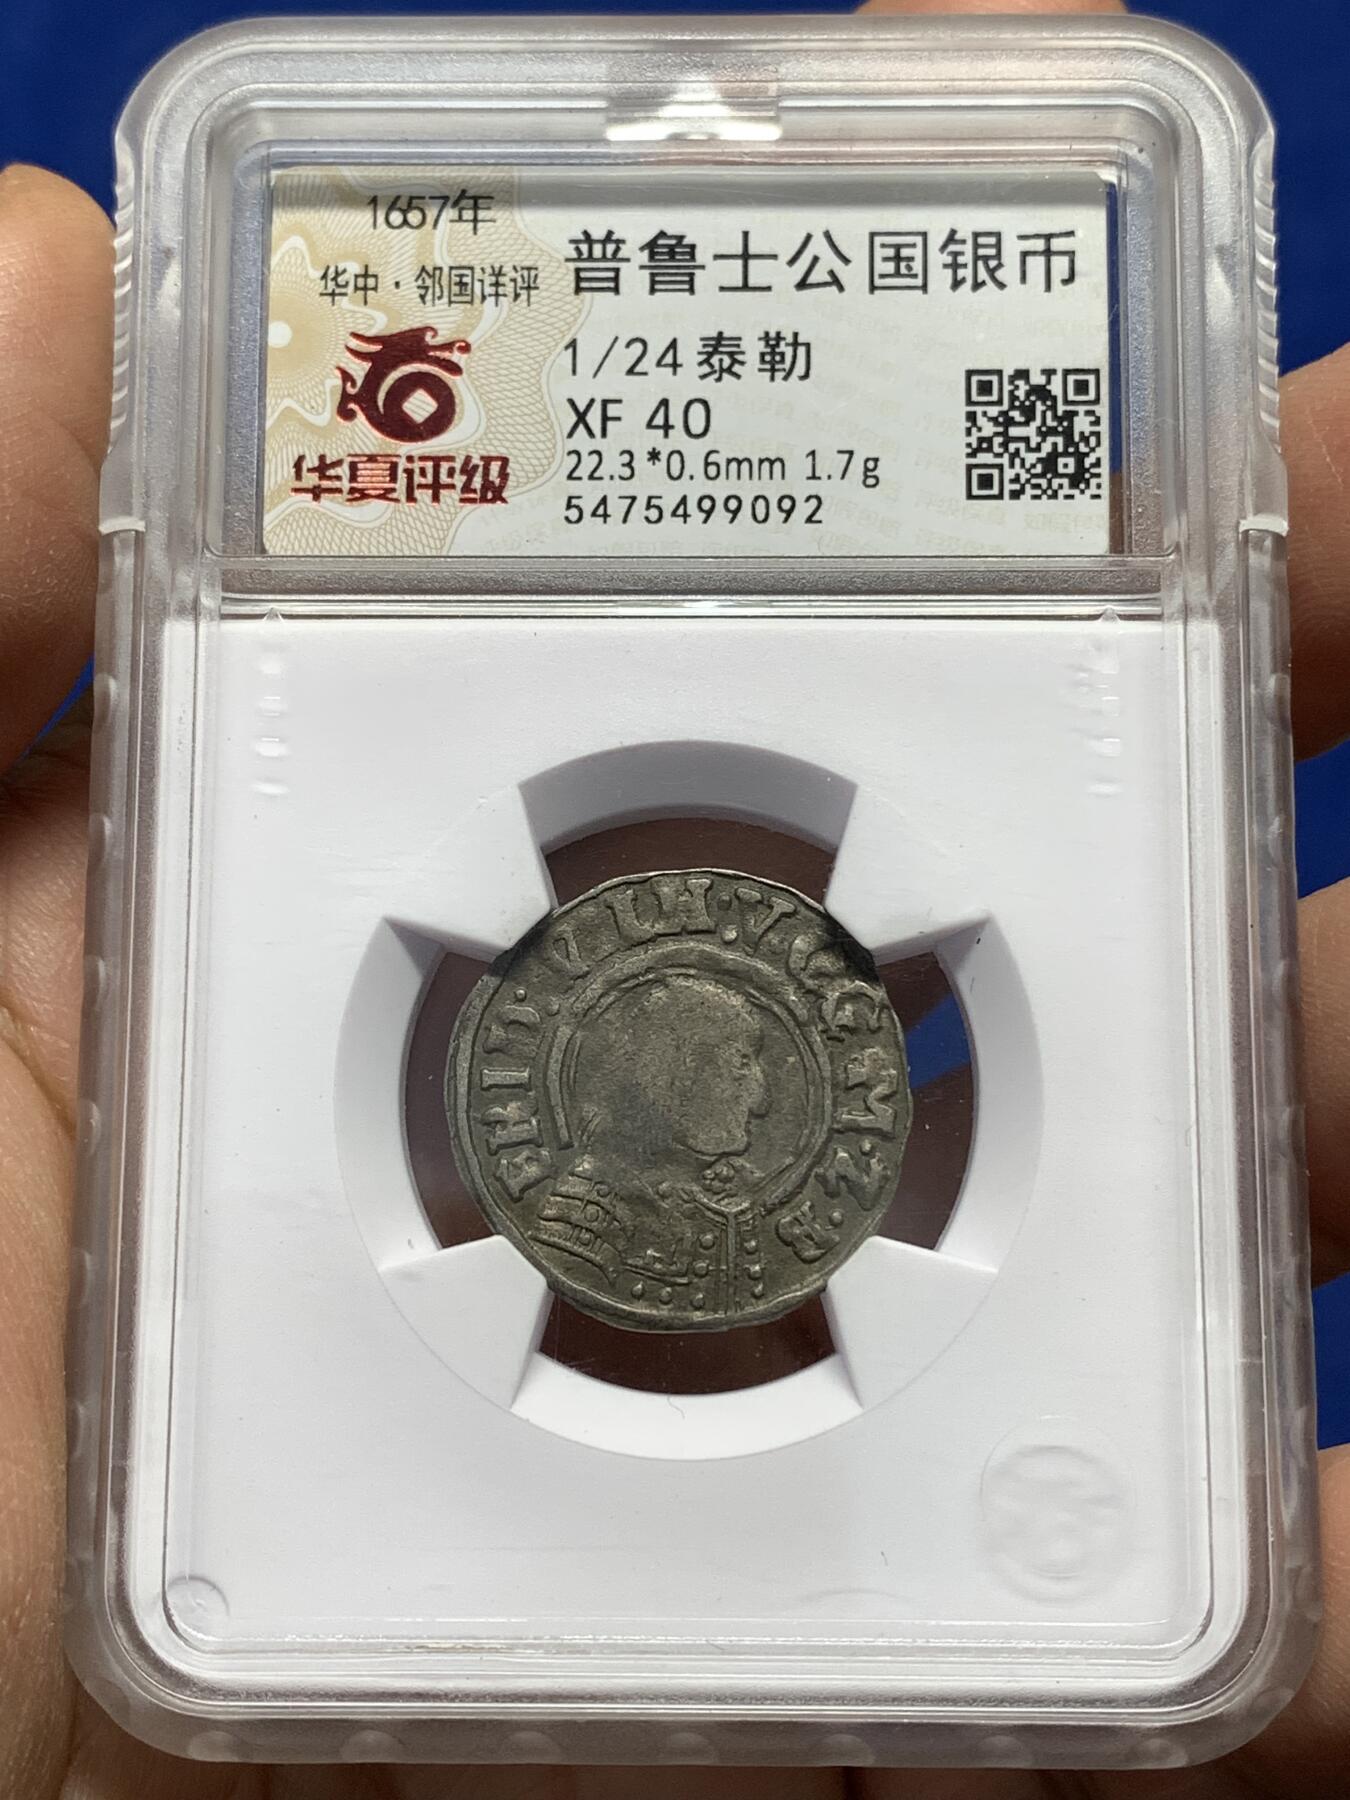 1657年
华中·邻国详评
华夏评级
普鲁士公国银币
1/24泰勒
XF 40
22.3*0.6mm 1.7g
5475499092